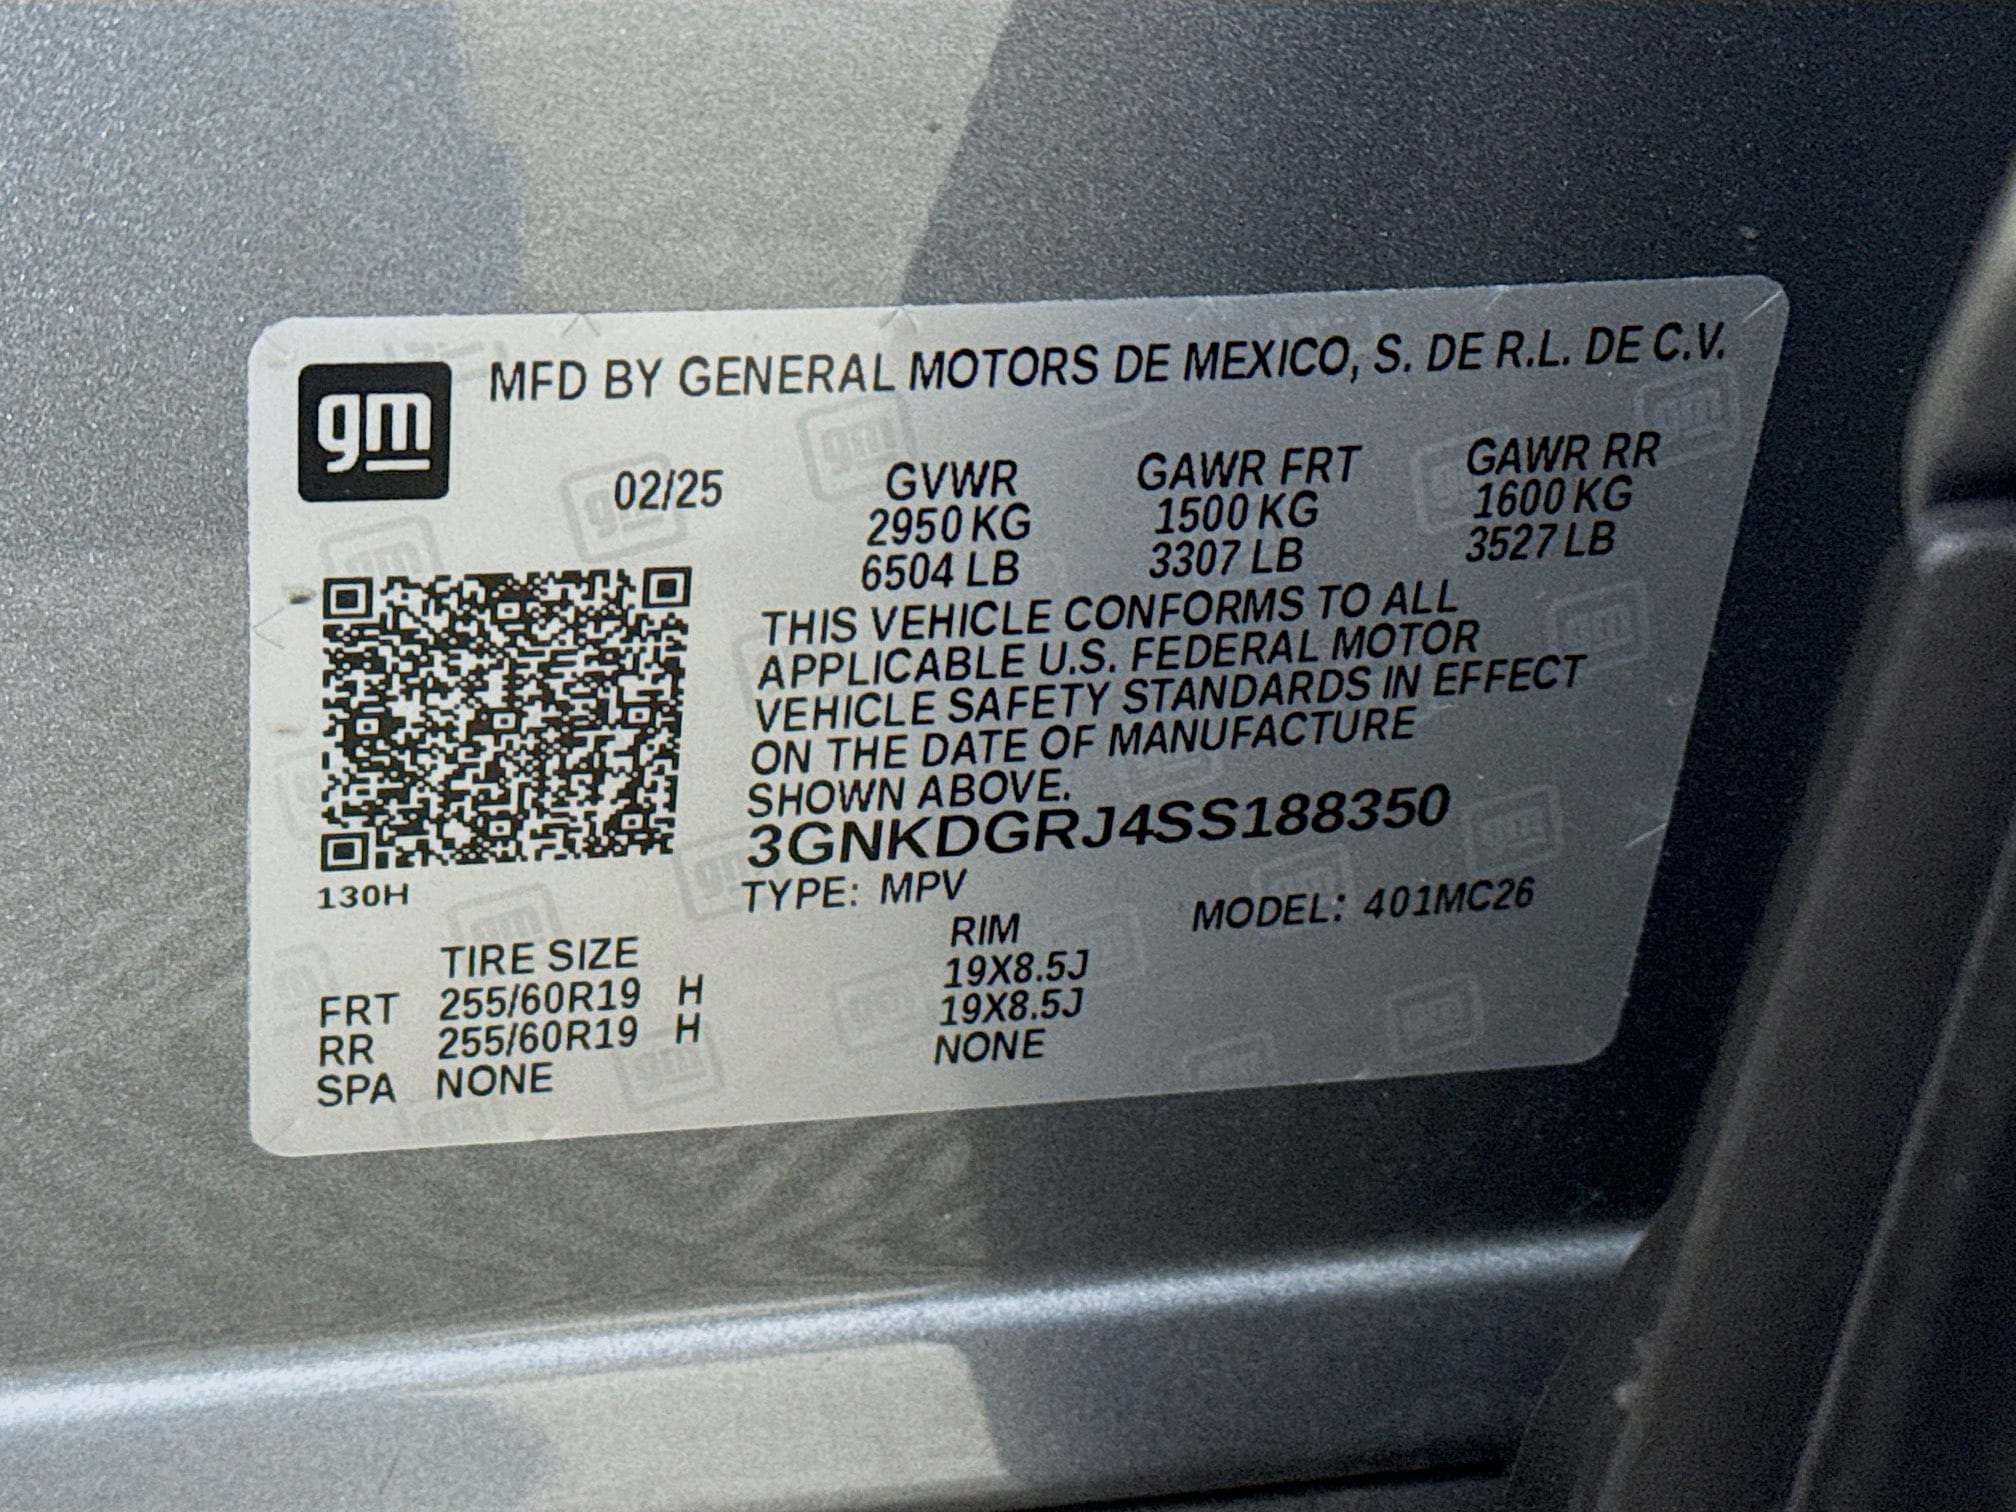 gm
MFD BY GENERAL MOTORS DE MEXICO, S. DE R.L. DE C.V.
02/25 GVWR GAWR FRT GAWR RR
2950 KG 1500 KG 1600 KG
6504 LB 3307 LB 3527 LB
THIS VEHICLE CONFORMS TO ALL
APPLICABLE U.S. FEDERAL MOTOR
VEHICLE SAFETY STANDARDS IN EFFECT
ON THE DATE OF MANUFACTURE
SHOWN ABOVE.
3GNKDGRJ4SS188350
130H
TYPE: MPV MODEL: 401MC26
TIRE SIZE RIM
FRT 255/60R19 H 19X8.5J
RR 255/60R19 H 19X8.5J
SPA NONE NONE